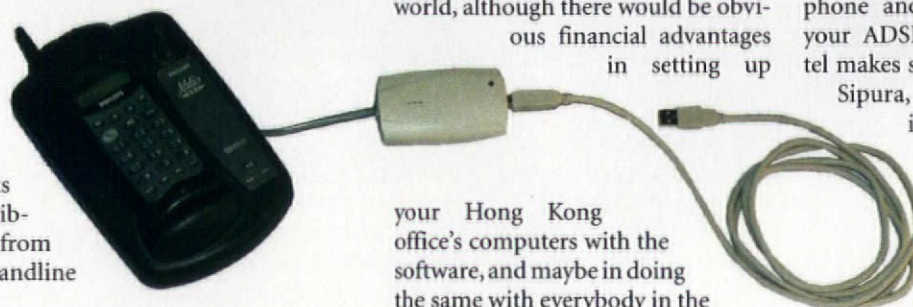 ts
ib-
from
andline
world, although there would be obvi-
ous financial advantages
in setting up
your Hong Kong
office's computers with the
software, and maybe in doing
the same with everybody in the
phone and
your ADSL
tel makes s
Sipura,
i
PHILIPS